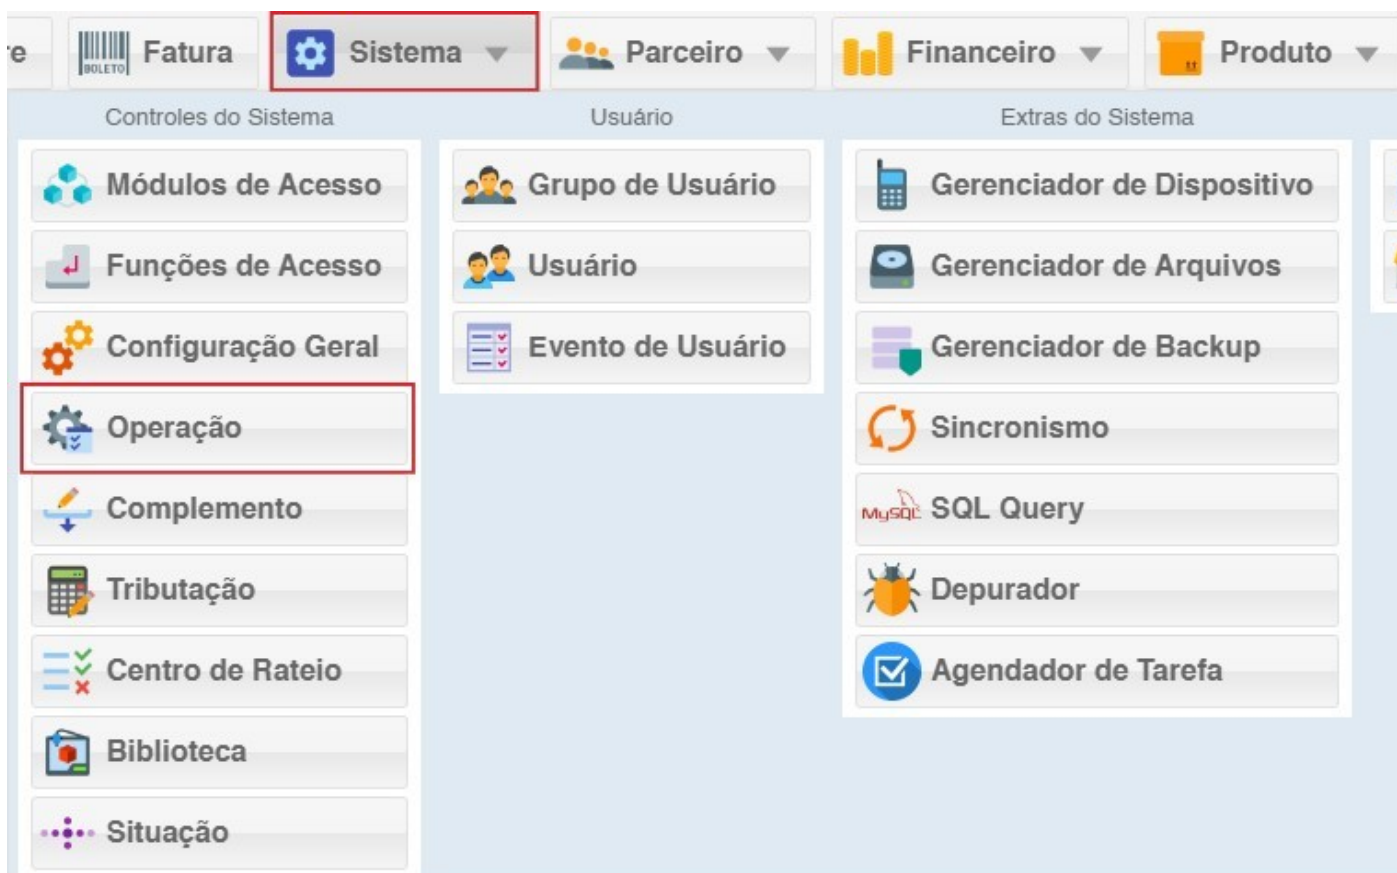 re
BOLETO
Fatura
Sistema
Parceiro
Financeiro
Produto
Controles do Sistema
Módulos de Acesso
Funções de Acesso
Configuração Geral
Operação
Complemento
Tributação
Centro de Rateio
Biblioteca
Situação
Usuário
Grupo de Usuário
Usuário
Evento de Usuário
Extras do Sistema
Gerenciador de Dispositivo
Gerenciador de Arquivos
Gerenciador de Backup
Sincronismo
MySQL
SQL Query
Depurador
Agendador de Tarefa